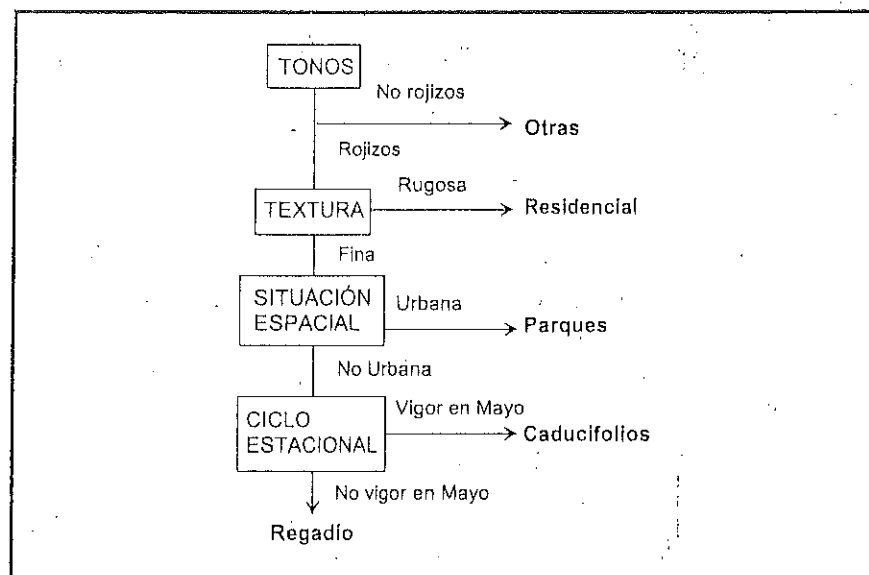 TONOS
No rojizos
Otras
Rojizos
Rugosa
TEXTURA
Residencial
Fina
SITUACIÓN
ESPACIAL
Urbana
Parques
No Urbana
CICLO
ESTACIONAL
Vigor en Mayo
Caducifolios
No vigor en Mayo
Regadío